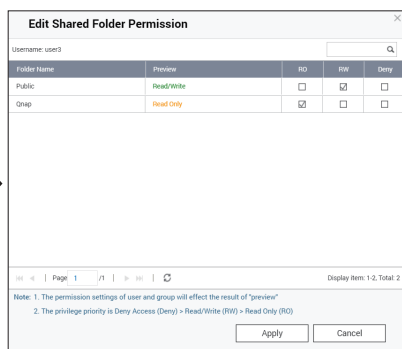 Edit Shared Folder Permission
Username: user3
Folder Name Preview RO RW Deny
Public Read/Write
Qnap Read Only
Page 1 /1 Display item: 1-2, Total: 2
Note: 1. The permission settings of user and group will effect the result of "preview"
2. The privilege priority is Deny Access (Deny) > Read/Write (RW) > Read Only (RO)
Apply Cancel